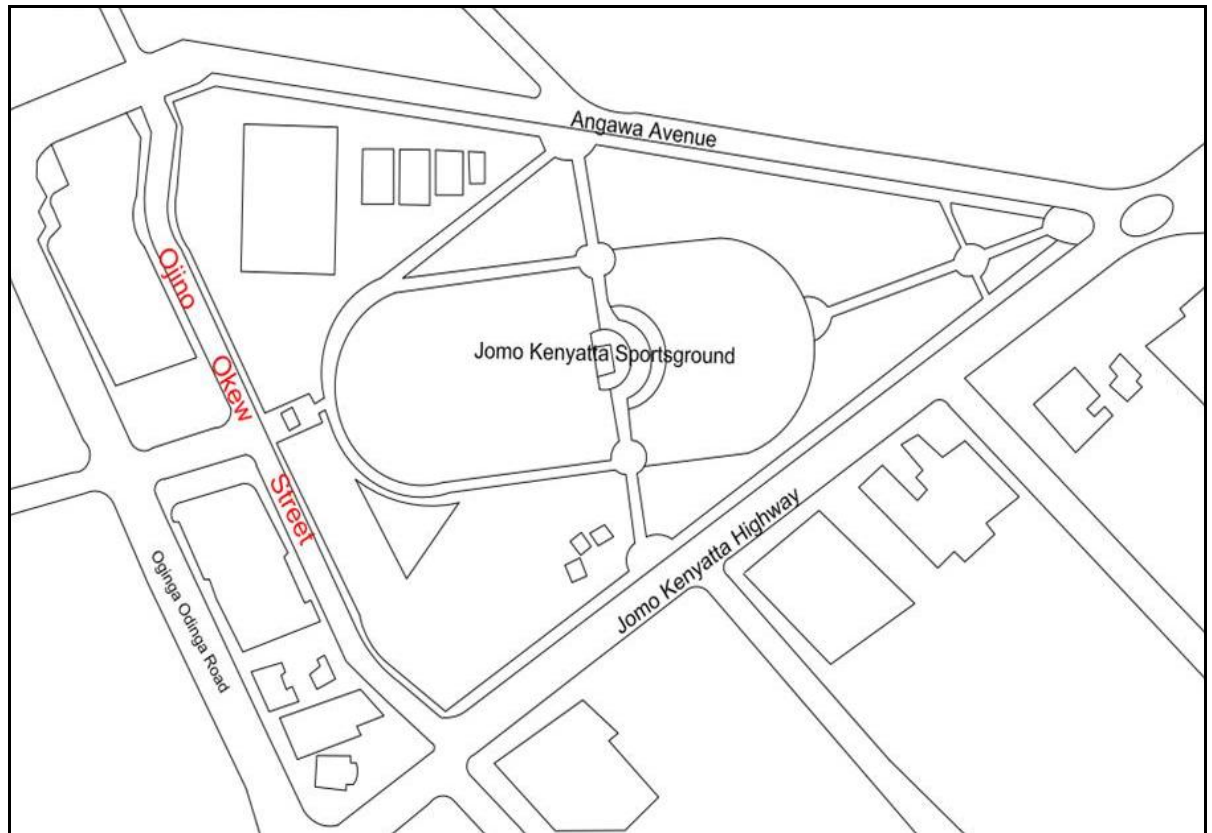 Angawa Avenue
Ojino Okew Street
Jomo Kenyatta Sportsground
Jomo Kenyatta Highway
Oginga Odinga Road